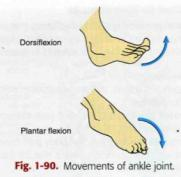 Dorsiflexion
Plantar flexion
Fig. 1-90. Movements of ankle joint.